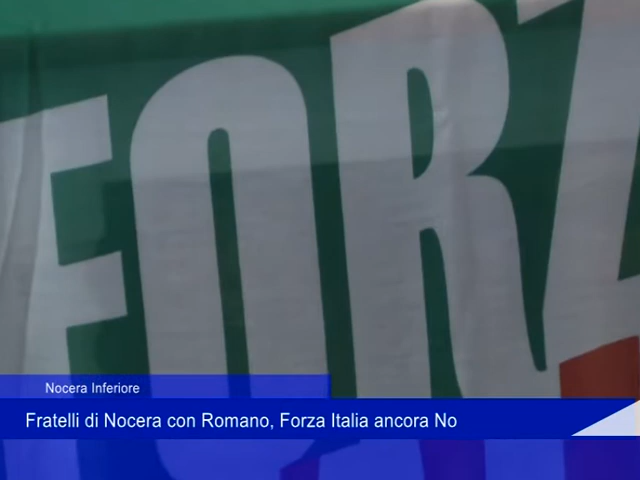 FORZ
Nocera Inferiore
Fratelli di Nocera con Romano, Forza Italia ancora No